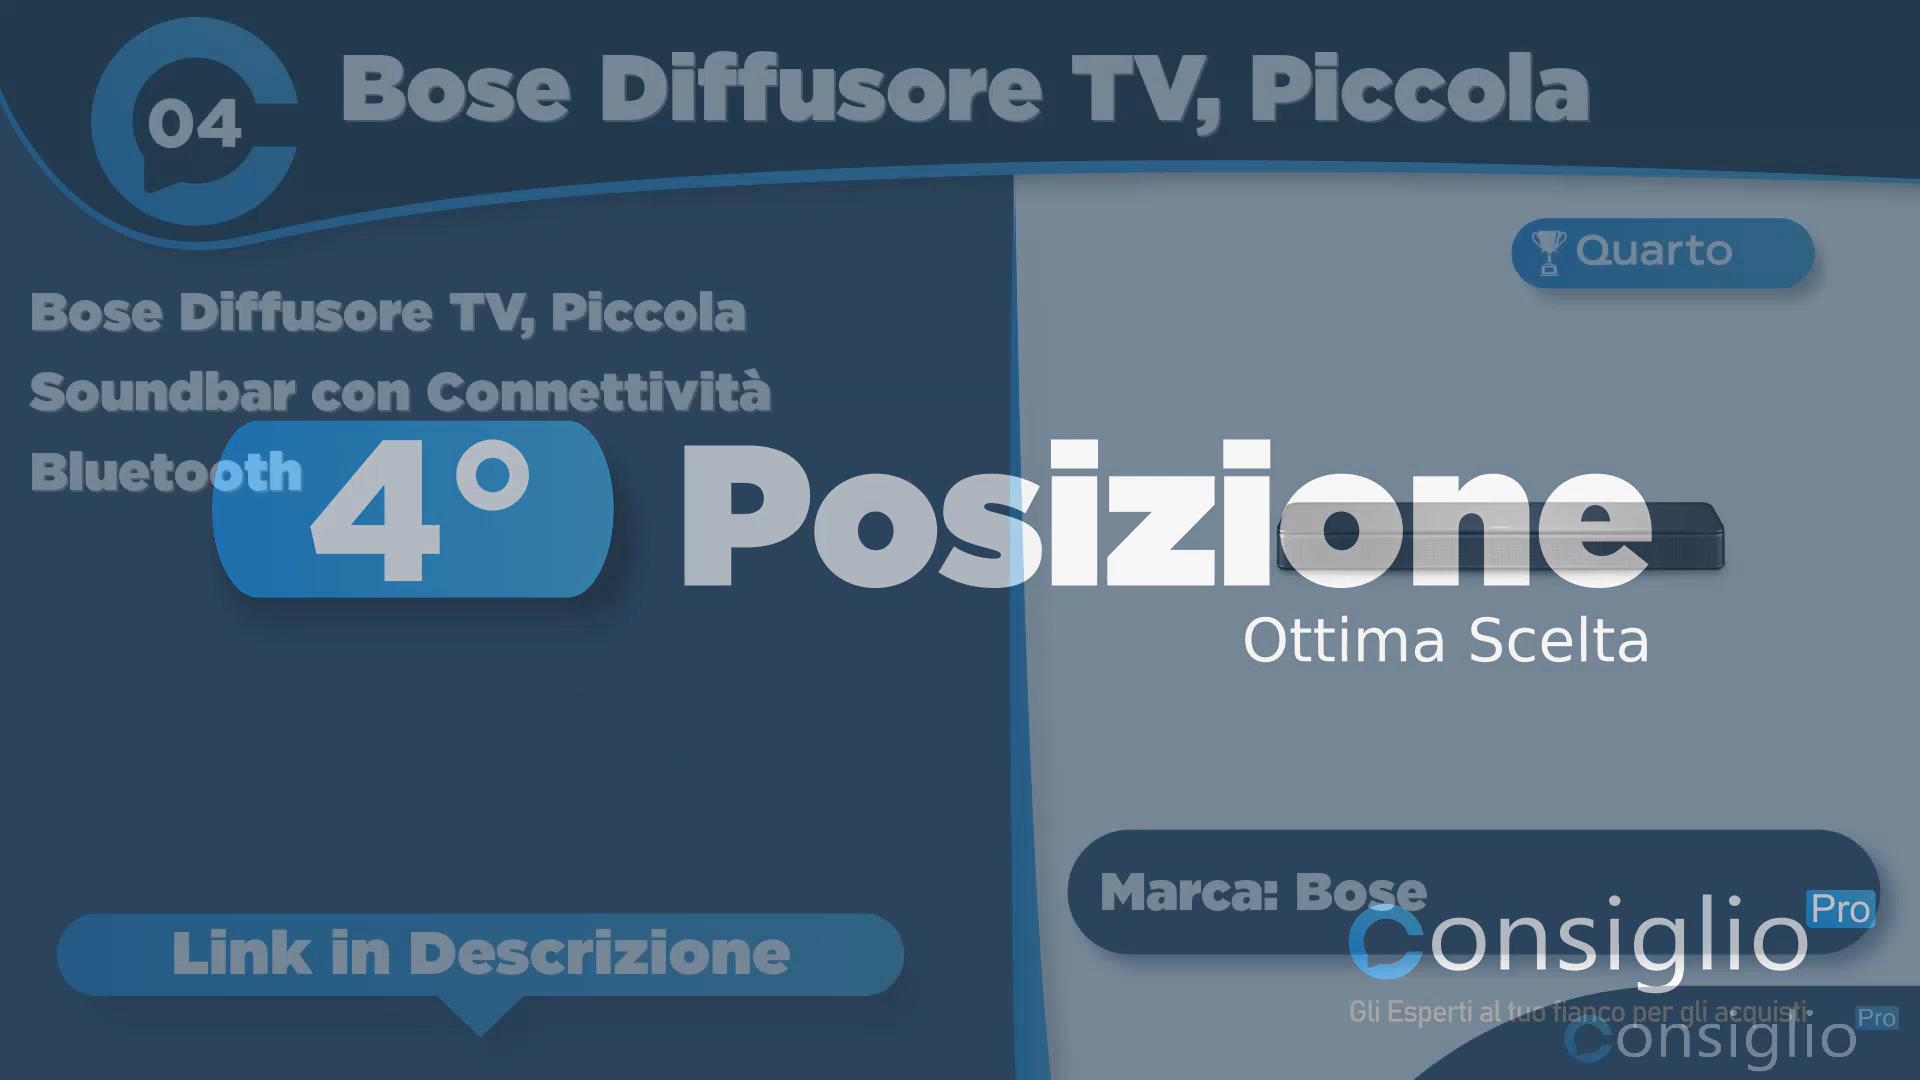 04
Bose Diffusore TV, Piccola
Quarto
Bose Diffusore TV, Piccola
Soundbar con Connettività
Bluetooth
4° Posizione
Ottima Scelta
Marca: Bose
Consiglio Pro
Gli Esperti al tuo fianco per gli acquisti
Link in Descrizione
Consiglio Pro